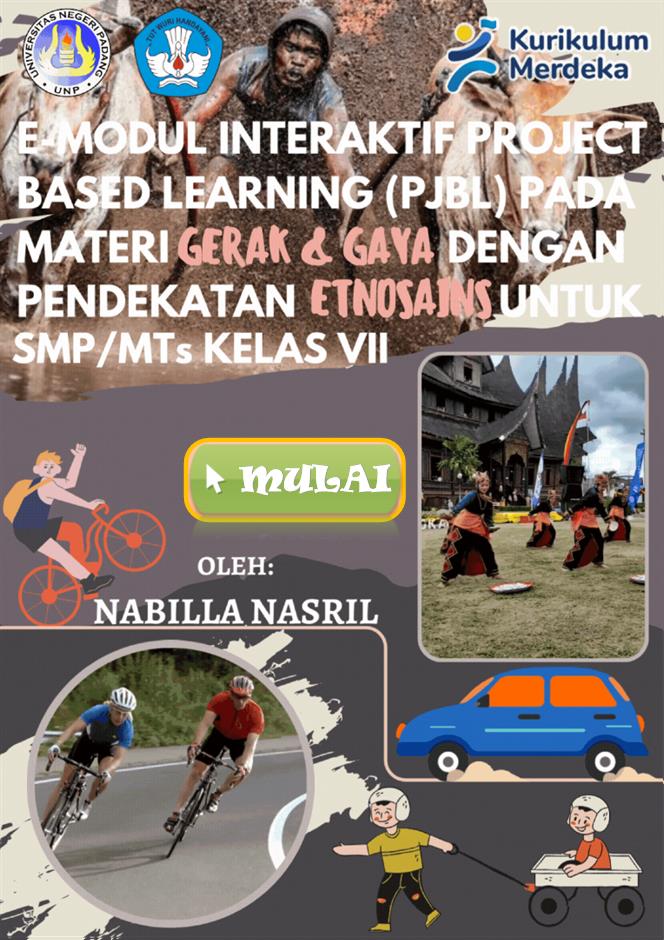 UNIVERSITAS NEGERI PADANG
UNP
TUT WURI HANDAYANI
Kurikulum
Merdeka
E-MODUL INTERAKTIF PROJECT
BASED LEARNING (PJBL) PADA
MATERI GERAK & GAYA DENGAN
PENDEKATAN ETNOSAINS UNTUK
SMP/MTs KELAS VII
MULAI
OLEH:
NABILLA NASRIL